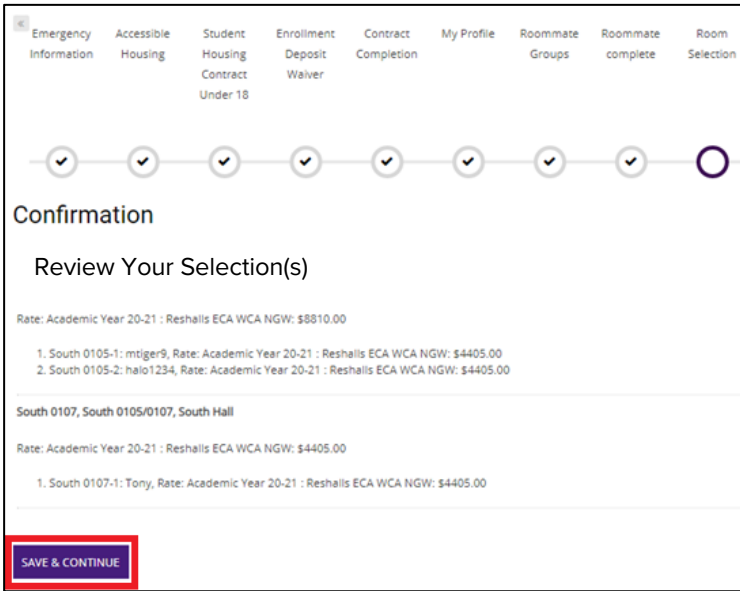 «
Emergency Information
Accessible Housing
Student Housing Contract Under 18
Enrollment Deposit Waiver
Contract Completion
My Profile
Roommate Groups
Roommate complete
Room Selection
Confirmation
Review Your Selection(s)
Rate: Academic Year 20-21 : Reshalls ECA WCA NGW: $8810.00
1. South 0105-1: mtiger9, Rate: Academic Year 20-21 : Reshalls ECA WCA NGW: $4405.00
2. South 0105-2: halo1234, Rate: Academic Year 20-21 : Reshalls ECA WCA NGW: $4405.00
South 0107, South 0105/0107, South Hall
Rate: Academic Year 20-21 : Reshalls ECA WCA NGW: $4405.00
1. South 0107-1: Tony, Rate: Academic Year 20-21 : Reshalls ECA WCA NGW: $4405.00
SAVE & CONTINUE